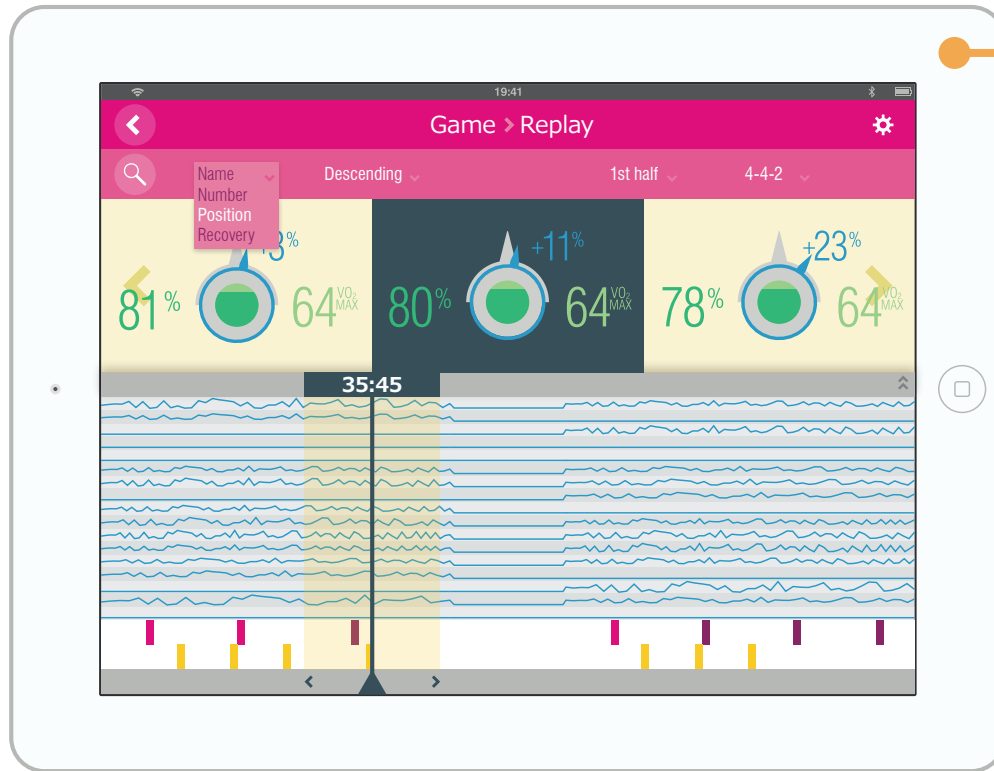 19:41
Game > Replay
Name Descending 1st half 4-4-2
Number
Position
Recovery
+3% +11% +23%
81% 64 VO₂ MAX 80% 64 VO₂ MAX 78% 64 VO₂ MAX
35:45